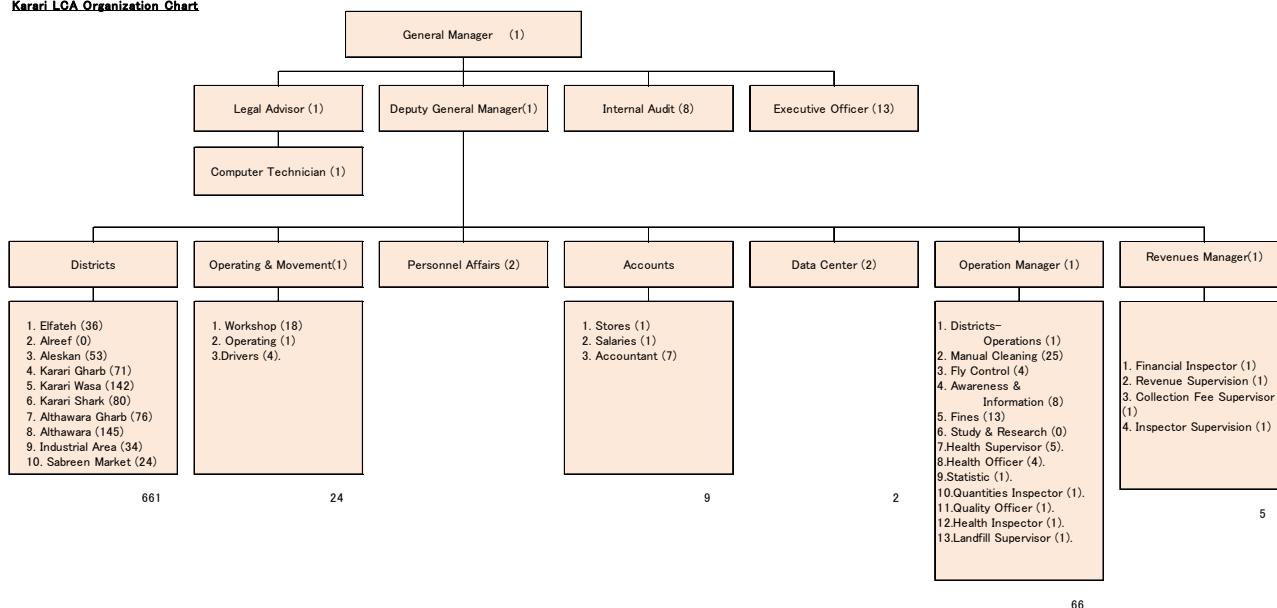 Karari LCA Organization Chart
General Manager (1)
Legal Advisor (1)
Deputy General Manager(1)
Internal Audit (8)
Executive Officer (13)
Computer Technician (1)
Districts
Operating & Movement(1)
Personnel Affairs (2)
Accounts
Data Center (2)
Operation Manager (1)
Revenues Manager(1)
1. Elfateh (36)
2. Alreef (0)
3. Aleskan (53)
4. Karari Gharb (71)
5. Karari Wasa (142)
6. Karari Shark (80)
7. Althawara Gharb (76)
8. Althawara (145)
9. Industrial Area (34)
10. Sabreen Market (24)
661
1. Workshop (18)
2. Operating (1)
3.Drivers (4).
24
1. Stores (1)
2. Salaries (1)
3. Accountant (7)
9
2
1. Districts-
Operations (1)
2. Manual Cleaning (25)
3. Fly Control (4)
4. Awareness &
Information (8)
5. Fines (13)
6. Study & Research (0)
7.Health Supervisor (5).
8.Health Officer (4).
9.Statistic (1).
10.Quantities Inspector (1).
11.Quality Officer (1).
12.Health Inspector (1).
13.Landfill Supervisor (1).
66
1. Financial Inspector (1)
2. Revenue Supervision (1)
3. Collection Fee Supervisor
(1)
4. Inspector Supervision (1)
5